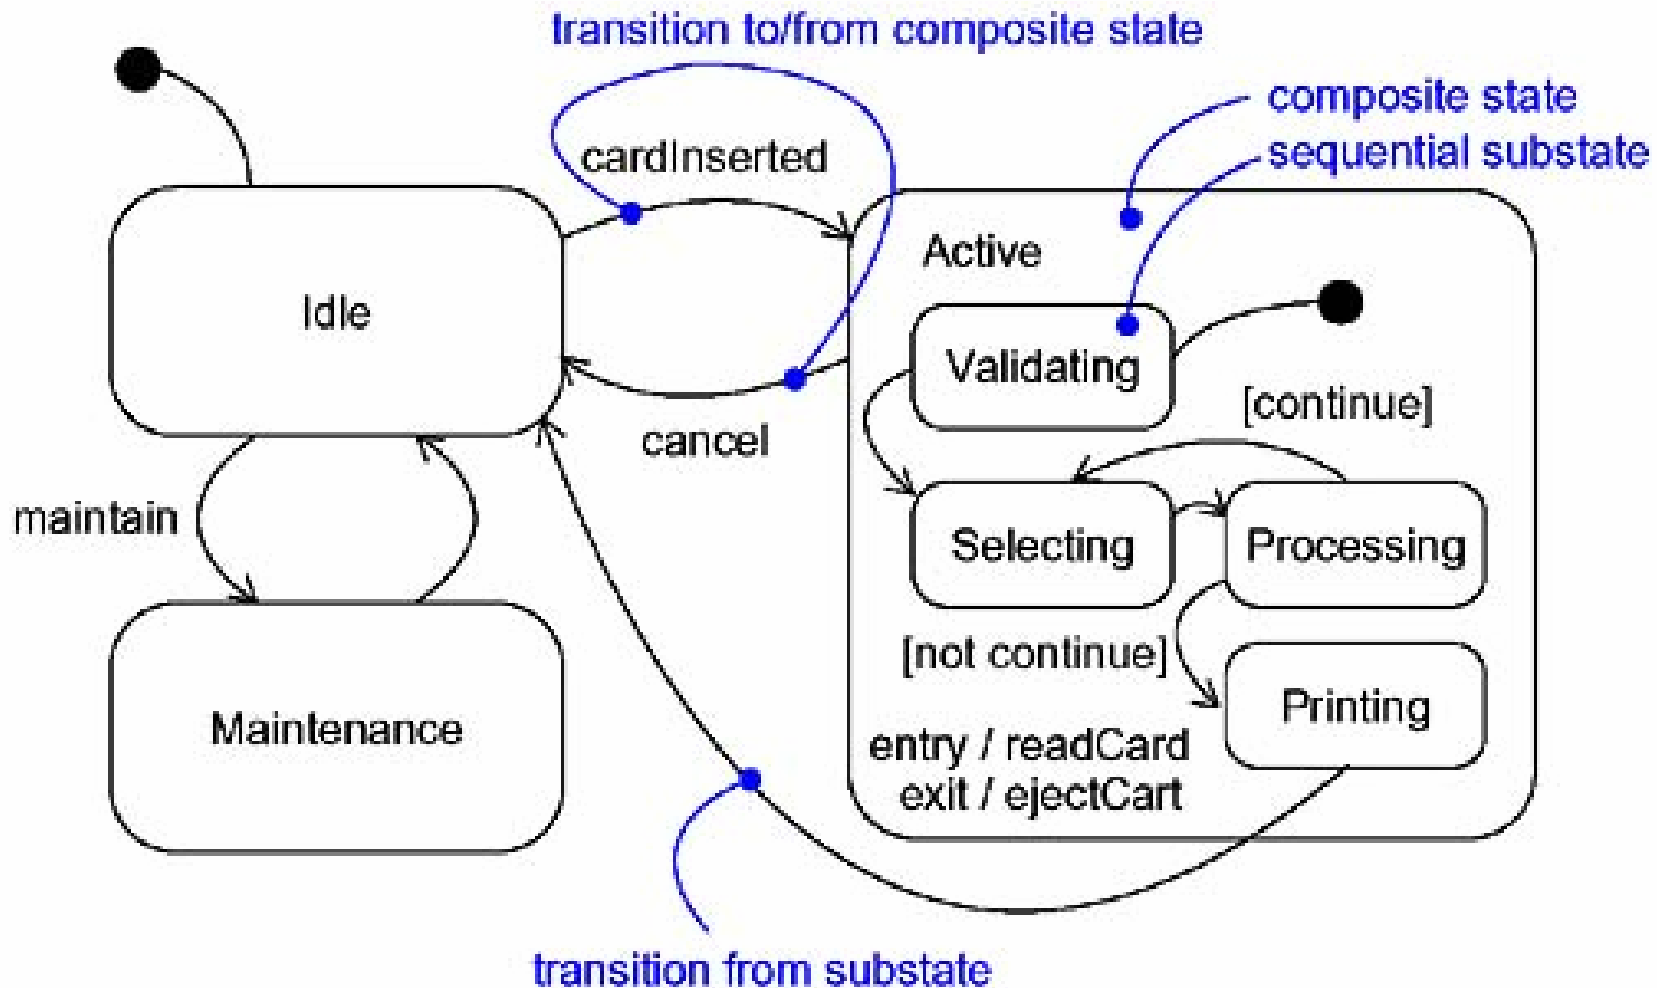 transition to/from composite state
composite state
cardInserted
sequential substate
Active
Idle
Validating
[continue]
cancel
maintain
Selecting
Processing
[not continue]
Printing
Maintenance
entry / readCard
exit / ejectCart
transition from substate